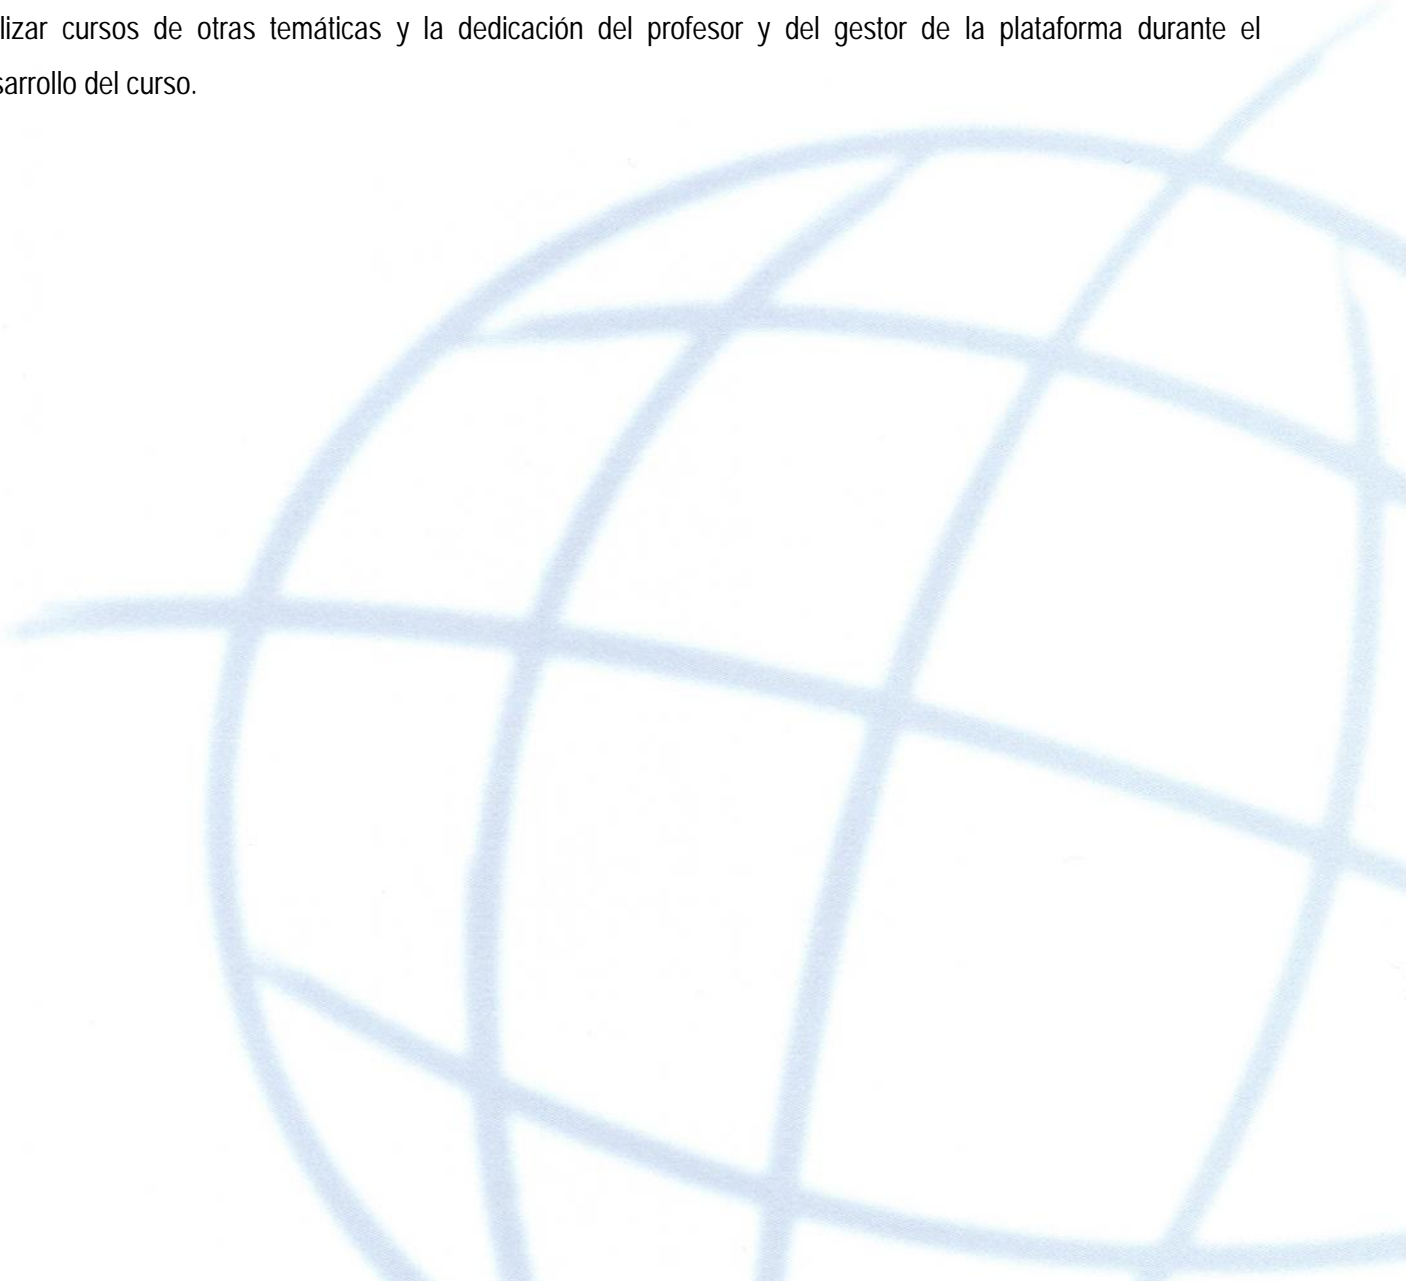 lizar cursos de otras temáticas y la dedicación del profesor y del gestor de la plataforma durante el
sarrollo del curso.